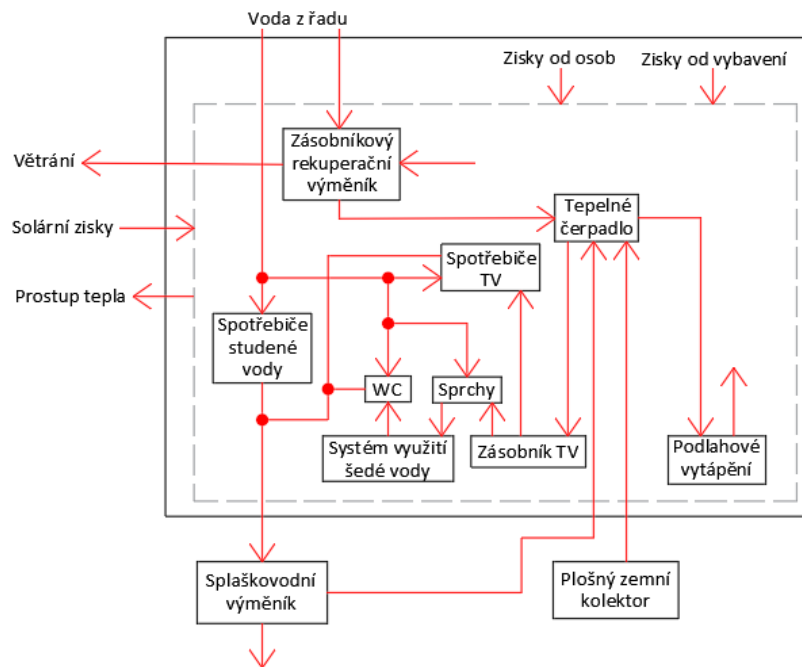 Voda z řadu
Zisky od osob
Zisky od vybavení
Zásobníkový
rekuperační
výměník
Větrání
Tepelné
čerpadlo
Solární zisky
Spotřebiče
TV
Prostup tepla
Spotřebiče
studené
vody
WC
Sprchy
Systém využití
šedé vody
Zásobník TV
Podlahové
vytápění
Splaškovodní
výměník
Plošný zemní
kolektor